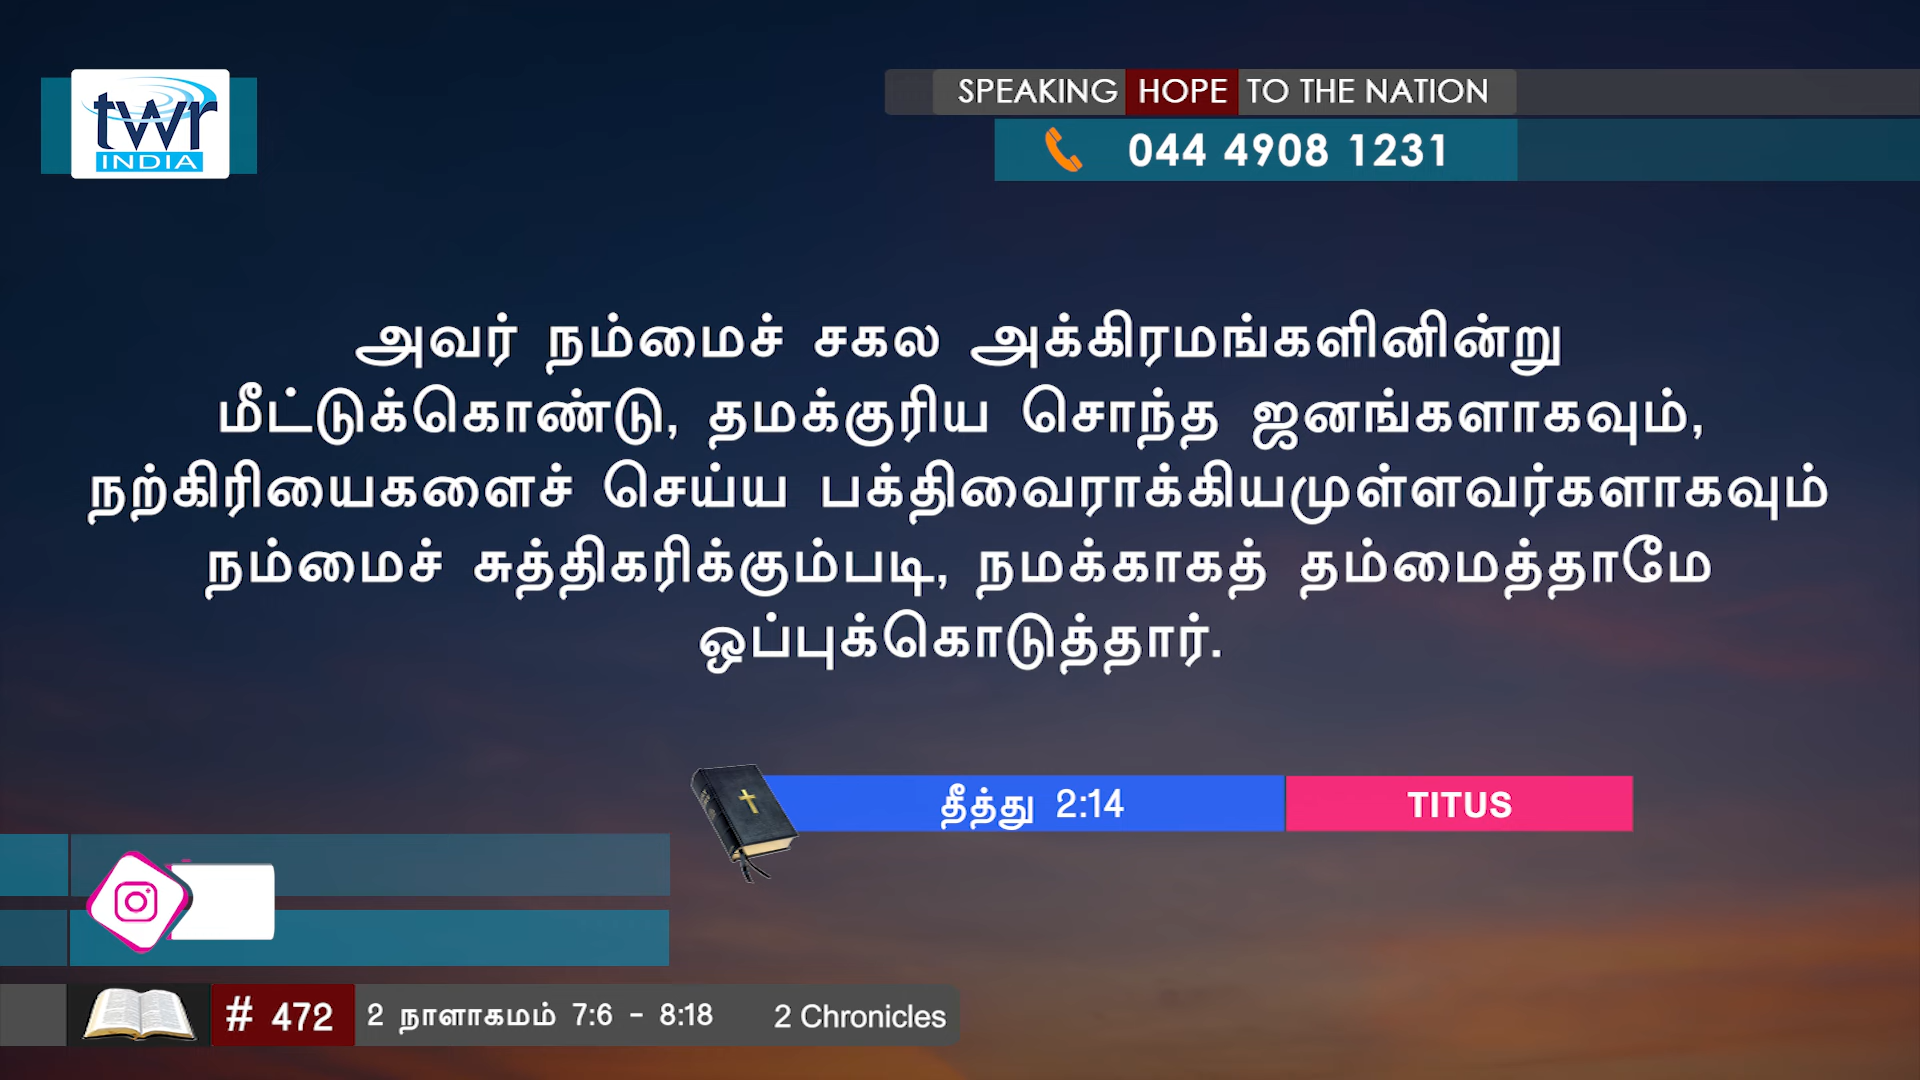 twr
INDIA
SPEAKING HOPE TO THE NATION
044 4908 1231
அவர் நம்மைச் சகல அக்கிரமங்களினின்று
மீட்டுக்கொண்டு, தமக்குரிய சொந்த ஜனங்களாகவும்,
நற்கிரியைகளைச் செய்ய பக்திவைராக்கியமுள்ளவர்களாகவும்
நம்மைச் சுத்திகரிக்கும்படி, நமக்காகத் தம்மைத்தாமே
ஒப்புக்கொடுத்தார்.
தீத்து 2:14 TITUS
# 472 2 நாளாகமம் 7:6 - 8:18 2 Chronicles